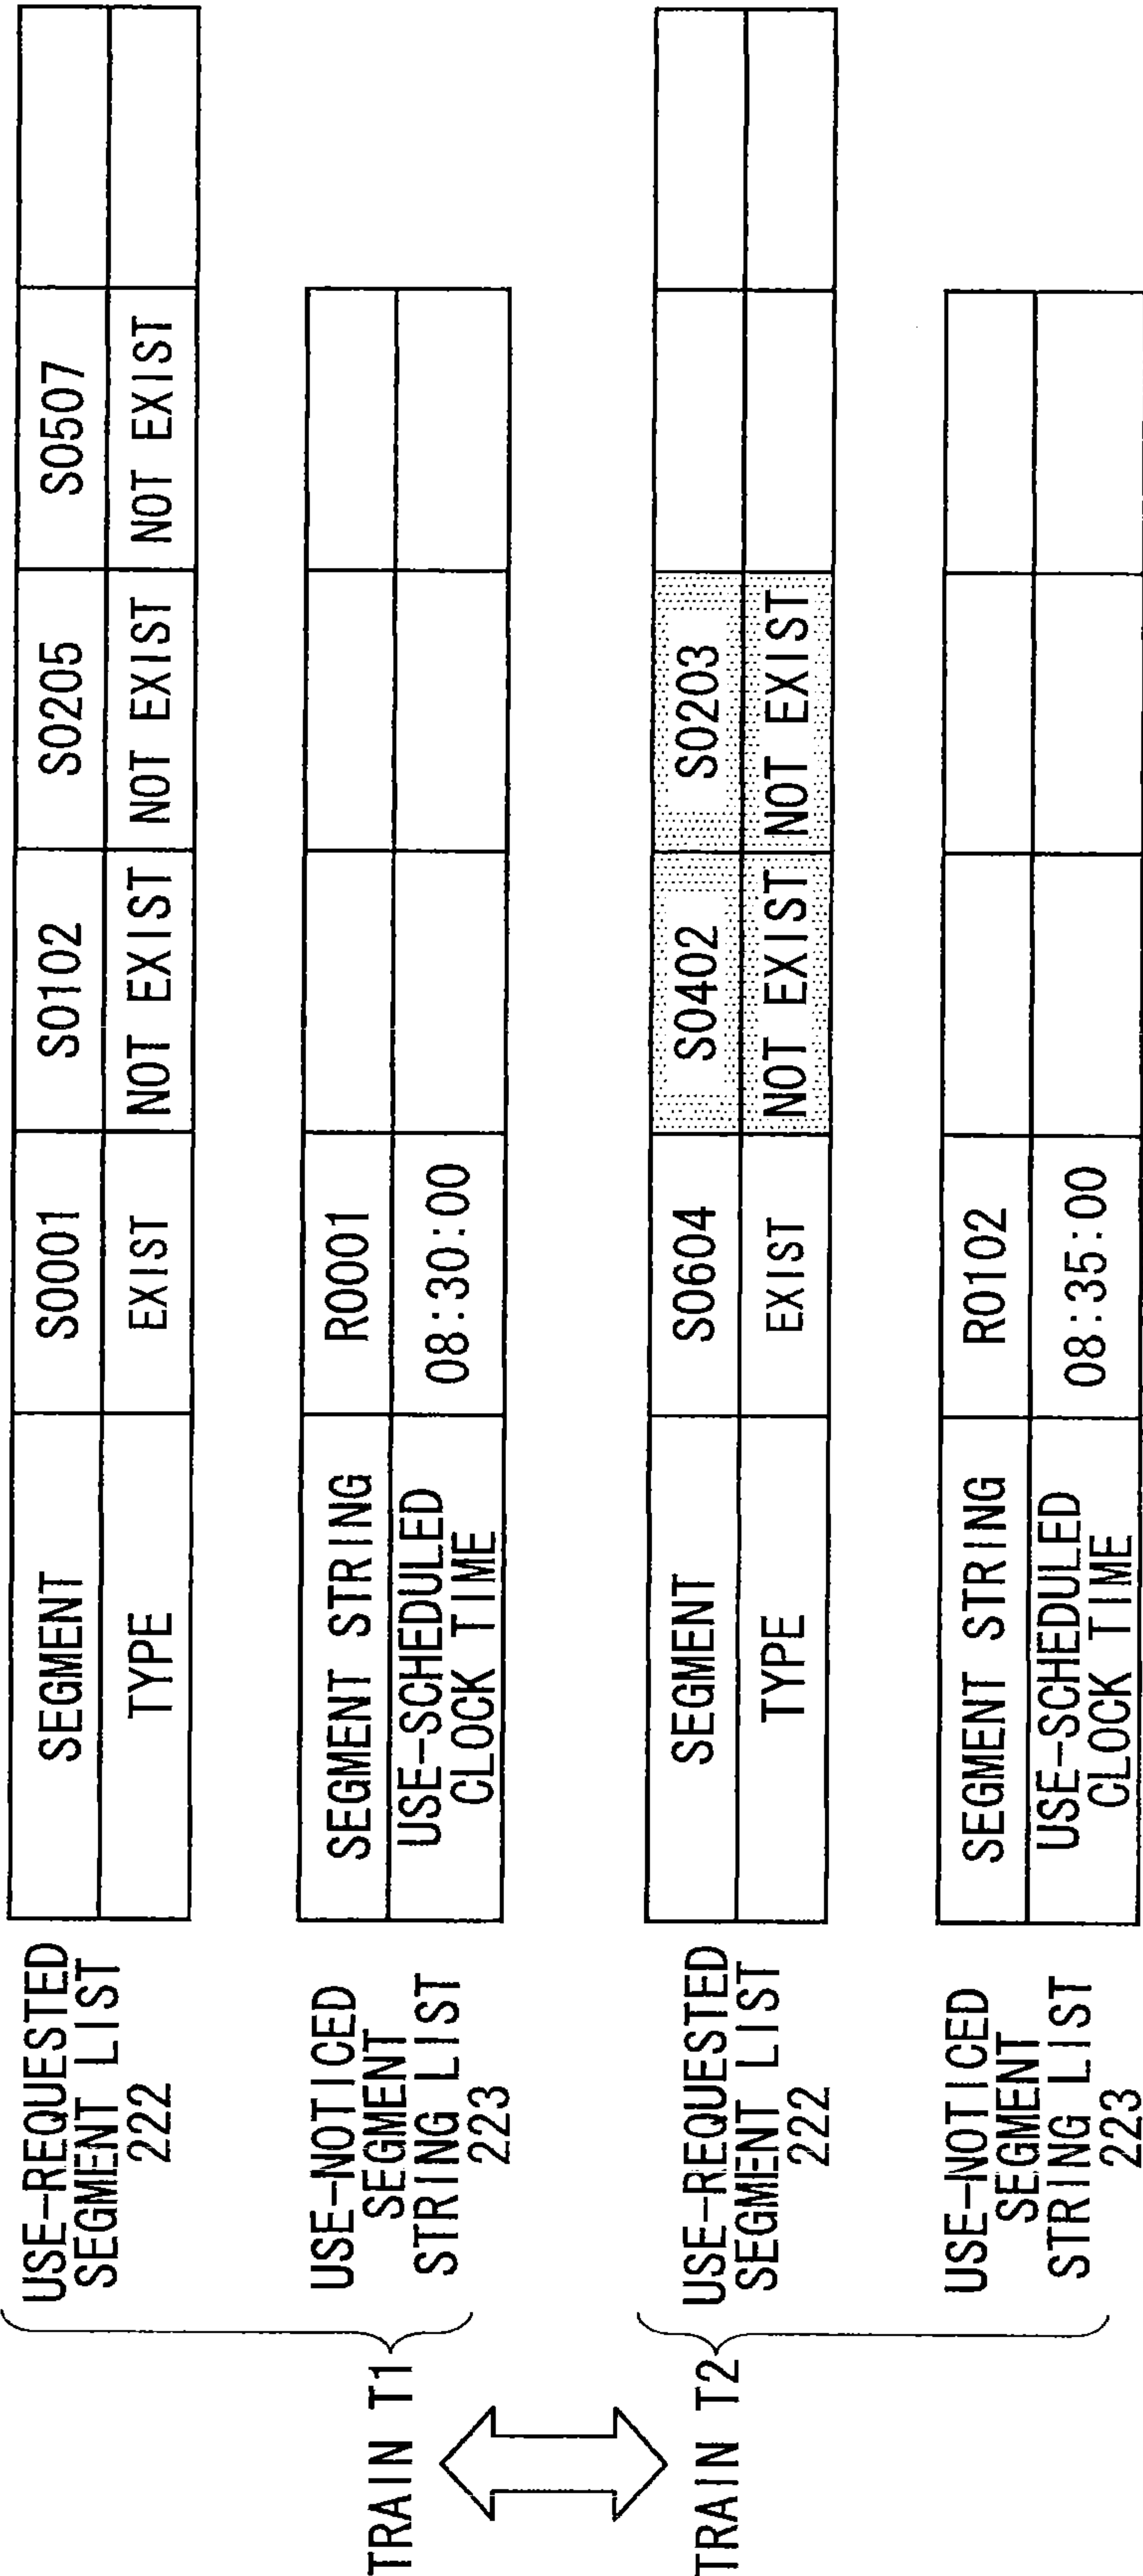 TRAIN T1
USE-REQUESTED
SEGMENT LIST
222
SEGMENT S0001 S0102 S0205 S0507
TYPE EXIST NOT EXIST NOT EXIST NOT EXIST
USE-NOTICED
SEGMENT
STRING LIST
223
SEGMENT STRING R0001
USE-SCHEDULED
CLOCK TIME
08:30:00
TRAIN T2
USE-REQUESTED
SEGMENT LIST
222
SEGMENT S0604 S0402 S0203
TYPE EXIST NOT EXIST NOT EXIST
USE-NOTICED
SEGMENT
STRING LIST
223
SEGMENT STRING R0102
USE-SCHEDULED
CLOCK TIME
08:35:00